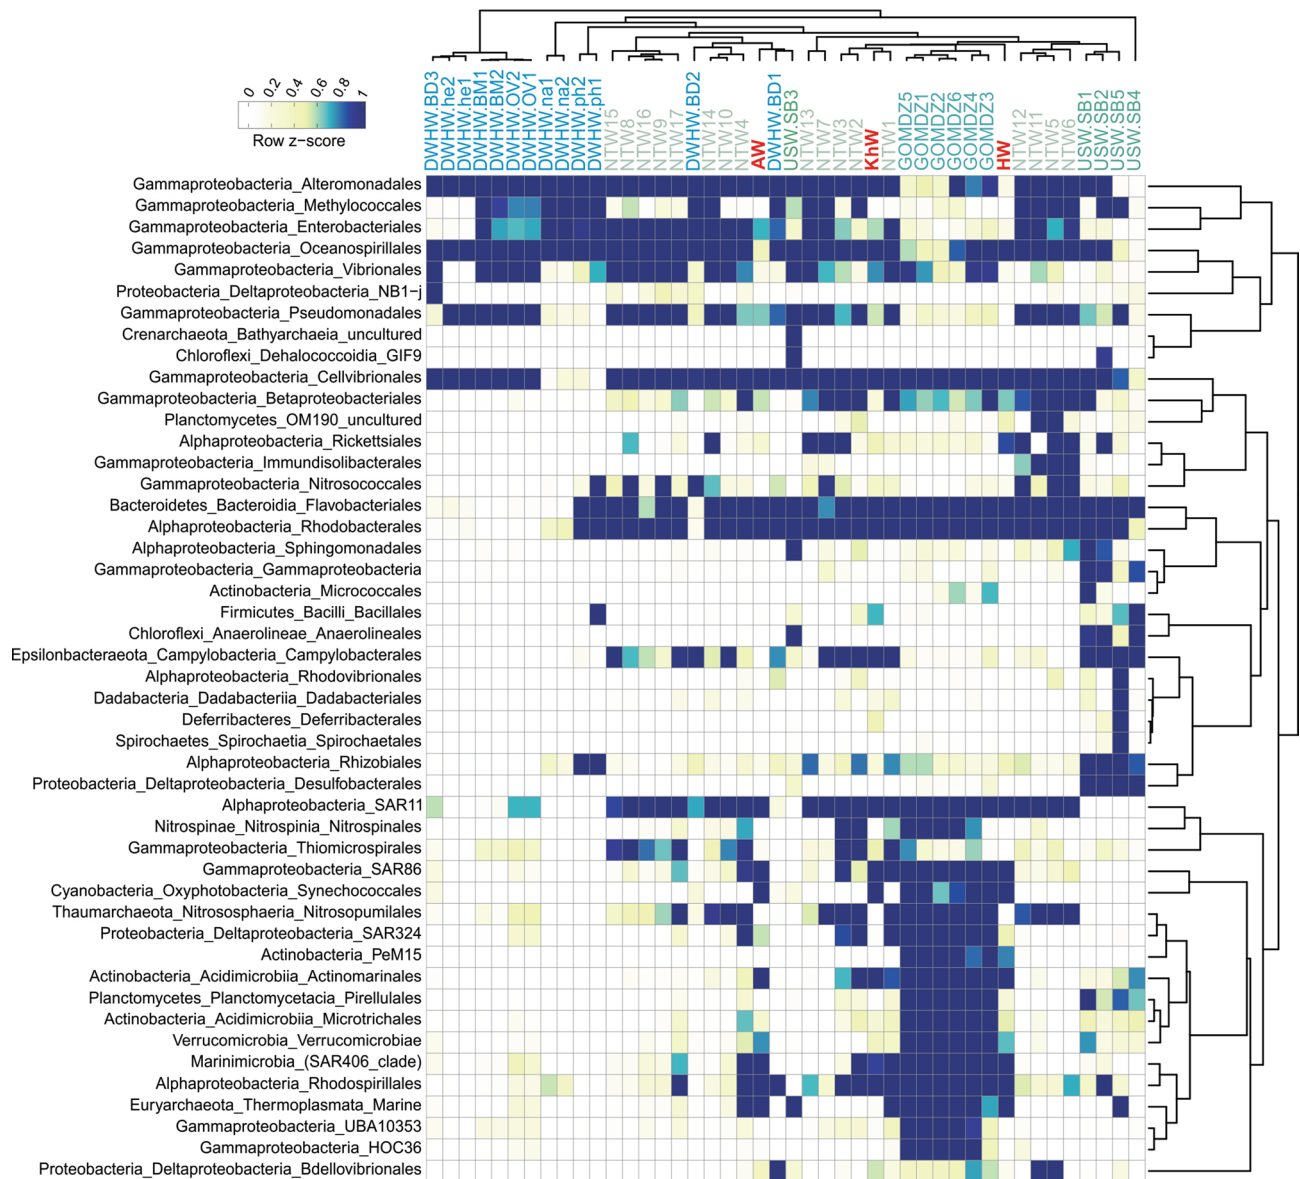 0 0.2 0.4 0.6 0.8 1
Row z−score
DWHW.BD3
DWHW.he2
DWHW.he1
DWHW.BM1
DWHW.BM2
DWHW.OV2
DWHW.OV1
DWHW.na1
DWHW.na2
DWHW.ph2
DWHW.ph1
NTW15
NTW8
NTW16
NTW9
NTW17
DWHW.BD2
NTW14
NTW10
NTW4
AW
DWHW.BD1
USW.SB3
NTW13
NTW7
NTW3
NTW2
KhW
NTW1
GOMDZ5
GOMDZ1
GOMDZ2
GOMDZ6
GOMDZ4
GOMDZ3
HW
NTW12
NTW11
NTW5
NTW6
USW.SB1
USW.SB2
USW.SB5
USW.SB4
Gammaproteobacteria_Alteromonadales
Gammaproteobacteria_Methylococcales
Gammaproteobacteria_Enterobacteriales
Gammaproteobacteria_Oceanospirillales
Gammaproteobacteria_Vibrionales
Proteobacteria_Deltaproteobacteria_NB1−j
Gammaproteobacteria_Pseudomonadales
Crenarchaeota_Bathyarchaeia_uncultured
Chloroflexi_Dehalococcoidia_GIF9
Gammaproteobacteria_Cellvibrionales
Gammaproteobacteria_Betaproteobacteriales
Planctomycetes_OM190_uncultured
Alphaproteobacteria_Rickettsiales
Gammaproteobacteria_Immundisolibacterales
Gammaproteobacteria_Nitrosococcales
Bacteroidetes_Bacteroidia_Flavobacteriales
Alphaproteobacteria_Rhodobacterales
Alphaproteobacteria_Sphingomonadales
Gammaproteobacteria_Gammaproteobacteria
Actinobacteria_Micrococcales
Firmicutes_Bacilli_Bacillales
Chloroflexi_Anaerolineae_Anaerolineales
Epsilonbacteraeota_Campylobacteria_Campylobacterales
Alphaproteobacteria_Rhodovibrionales
Dadabacteria_Dadabacteriia_Dadabacteriales
Deferribacteres_Deferribacterales
Spirochaetes_Spirochaetia_Spirochaetales
Alphaproteobacteria_Rhizobiales
Proteobacteria_Deltaproteobacteria_Desulfobacterales
Alphaproteobacteria_SAR11
Nitrospinae_Nitrospinia_Nitrospinales
Gammaproteobacteria_Thiomicrospirales
Gammaproteobacteria_SAR86
Cyanobacteria_Oxyphotobacteria_Synechococcales
Thaumarchaeota_Nitrososphaeria_Nitrosopumilales
Proteobacteria_Deltaproteobacteria_SAR324
Actinobacteria_PeM15
Actinobacteria_Acidimicrobiia_Actinomarinales
Planctomycetes_Planctomycetacia_Pirellulales
Actinobacteria_Acidimicrobiia_Microtrichales
Verrucomicrobia_Verrucomicrobiae
Marinimicrobia_(SAR406_clade)
Alphaproteobacteria_Rhodospirillales
Euryarchaeota_Thermoplasmata_Marine
Gammaproteobacteria_UBA10353
Gammaproteobacteria_HOC36
Proteobacteria_Deltaproteobacteria_Bdellovibrionales